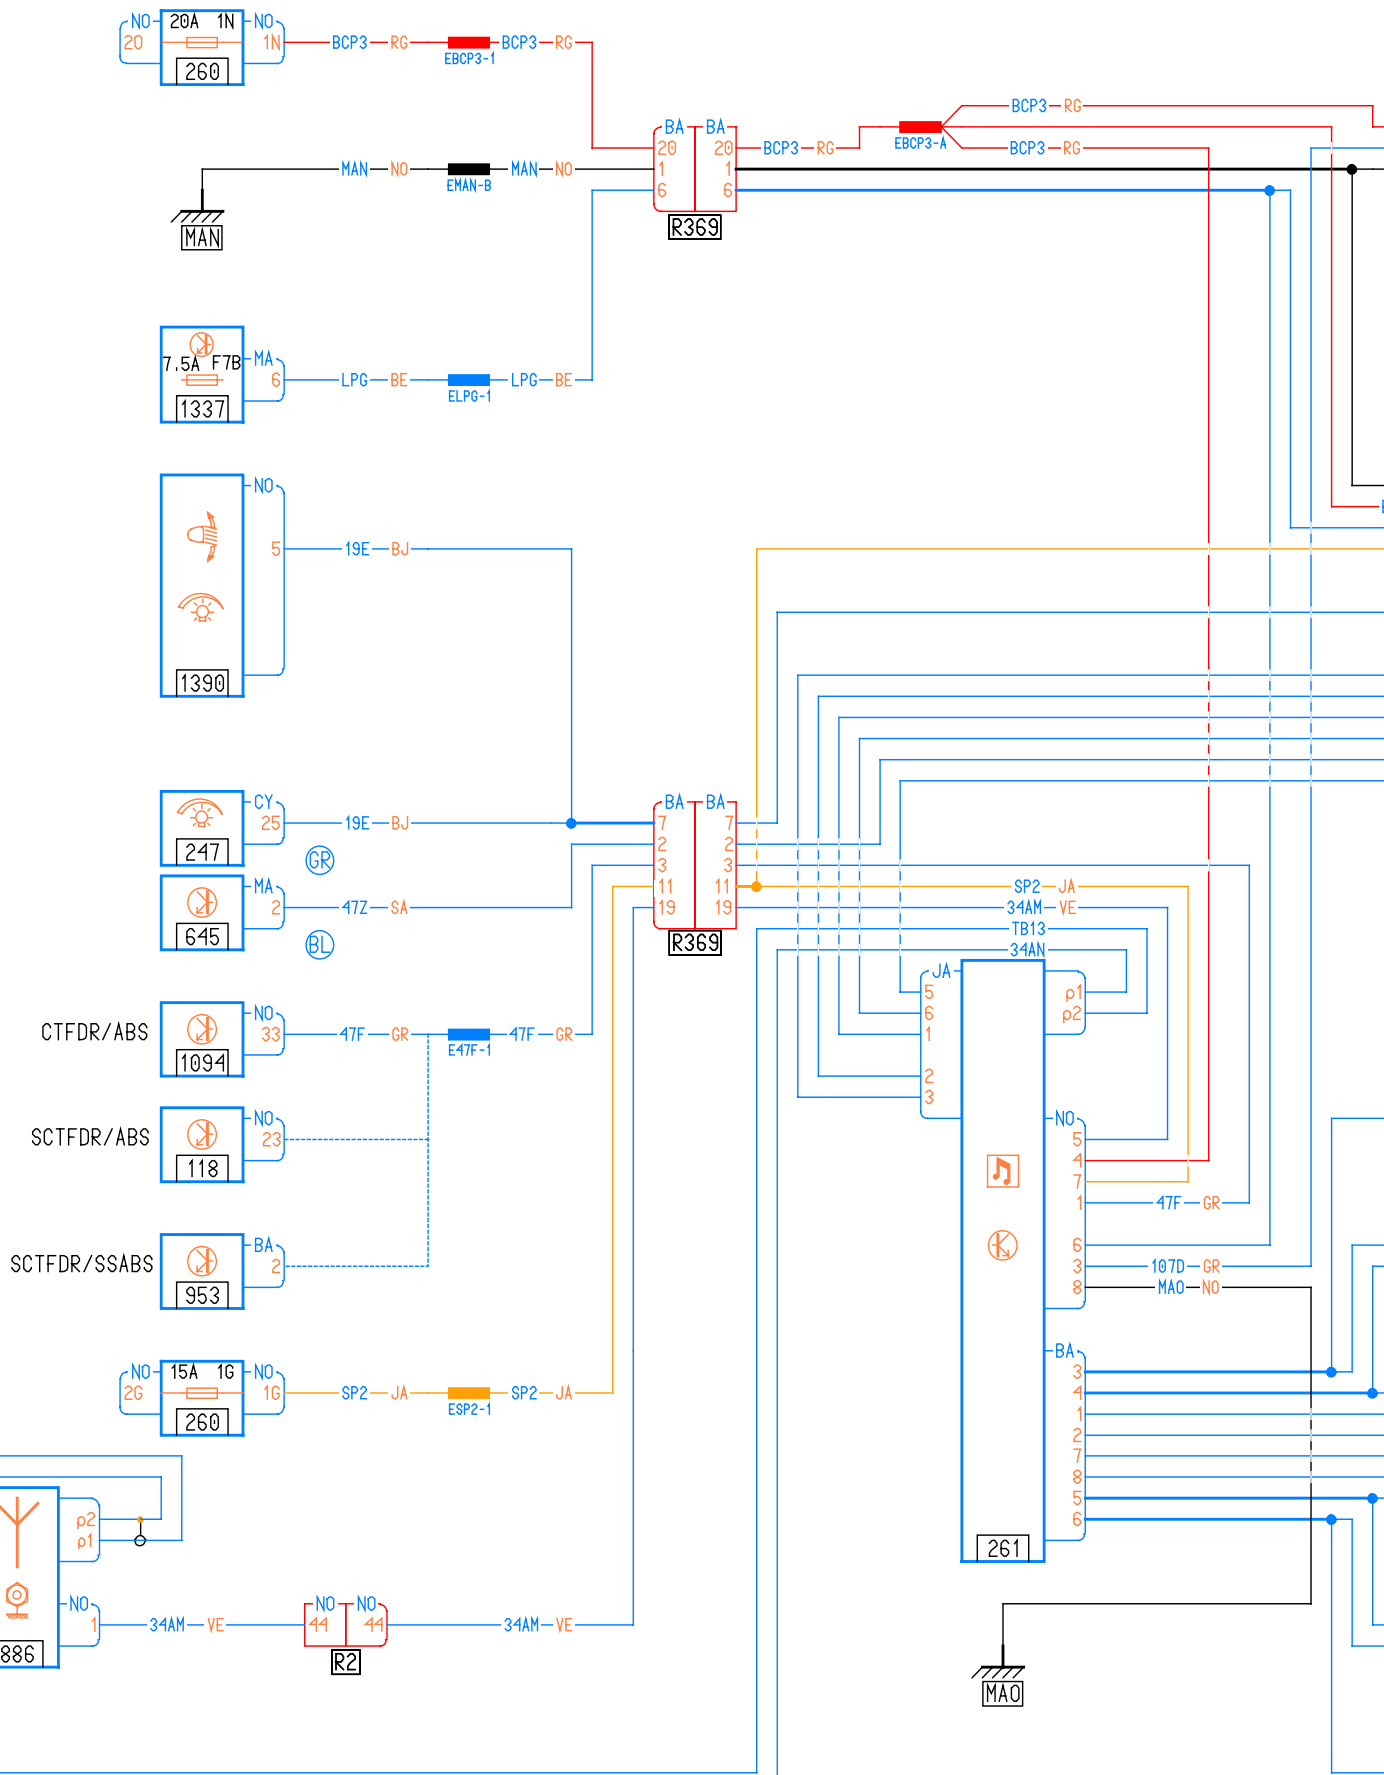 NO 20A 1N NO
20 1N BCP3 RG BCP3 RG
260 EBCP3-1
BCP3 RG
BA BA EBCP3-A
20 20 BCP3 RG BCP3 RG
MAN NO MAN NO 1 1
EMAN-B 6 6
MAN R369
7.5A F7B MA
6 LPG BE LPG BE
1337 ELPG-1
NO
5 19E BJ
1390
CY BA BA
25 19E BJ 7 7
247 GR 2 2
3 3
MA 11 11 SP2 JA
2 47Z SA 19 19 34AM VE
645 BL R369 TB13
34AN
JA
5 p1
6 p2
1
2
3
CTFDR/ABS NO
33 47F GR 47F GR
1094 E47F-1
SCTFDR/ABS NO
23
118
NO
5
4
7
1 47F GR
6
3 107D GR
8 MAO NO
SCTFDR/SSABS BA
2
953
BA
3
4
1
2
7
8
5
6
261
NO 15A 1G NO
2G 1G SP2 JA SP2 JA
260 ESP2-1
p2
p1
NO NO NO
1 34AM VE 44 44 34AM VE
886 R2
MAO